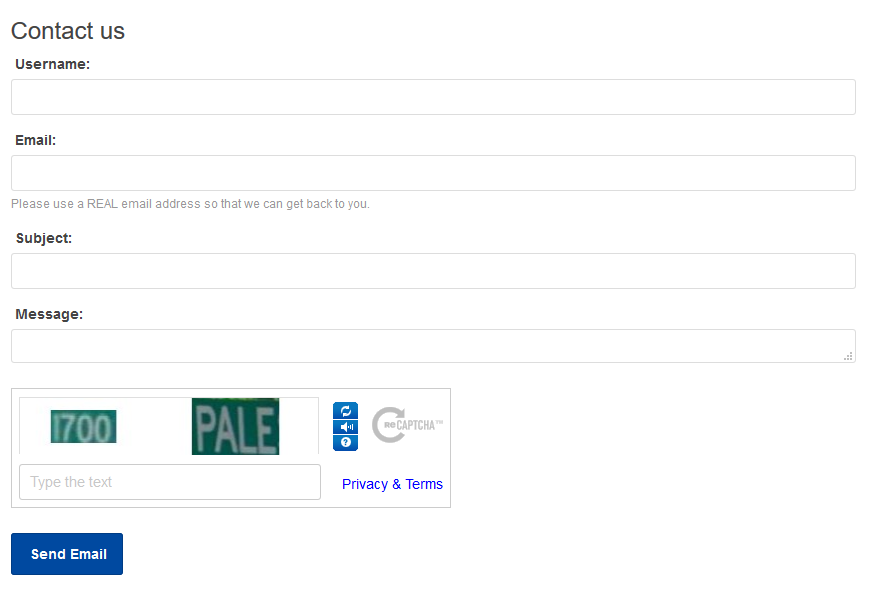 Contact us
Username:
Email:
Please use a REAL email address so that we can get back to you.
Subject:
Message:
1700 PALE
reCAPTCHA™
Type the text
Privacy & Terms
Send Email